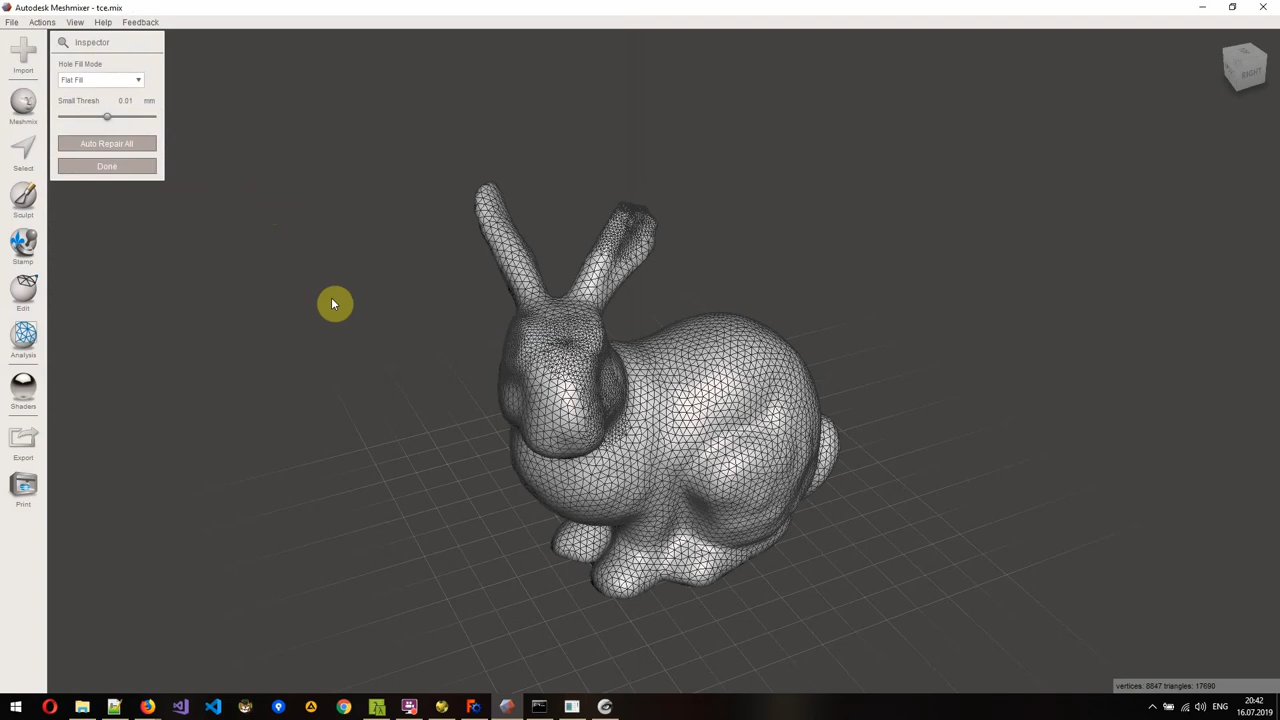 Autodesk Meshmixer - tce.mix
File Actions View Help Feedback
Import
Meshmix
Select
Sculpt
Stamp
Edit
Analysis
Shaders
Export
Print
Inspector
Hole Fill Mode
Flat Fill
Small Thresh 0.01 mm
Auto Repair All
Done
RIGHT
vertices: 8847 triangles: 17690
ENG
20:42
16.07.2019